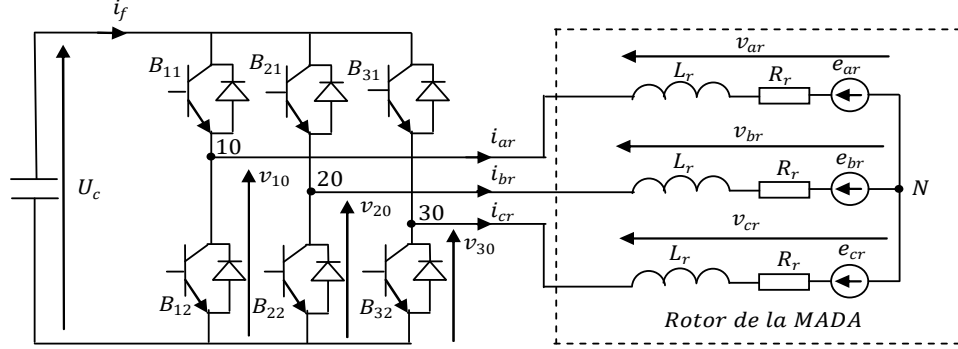 i_f
v_ar
B_11
B_21
B_31
L_r
R_r
e_ar
10
i_ar
v_br
U_c
v_10
20
i_br
L_r
R_r
e_br
N
v_20
30
i_cr
v_cr
v_30
L_r
R_r
e_cr
B_12
B_22
B_32
Rotor de la MADA